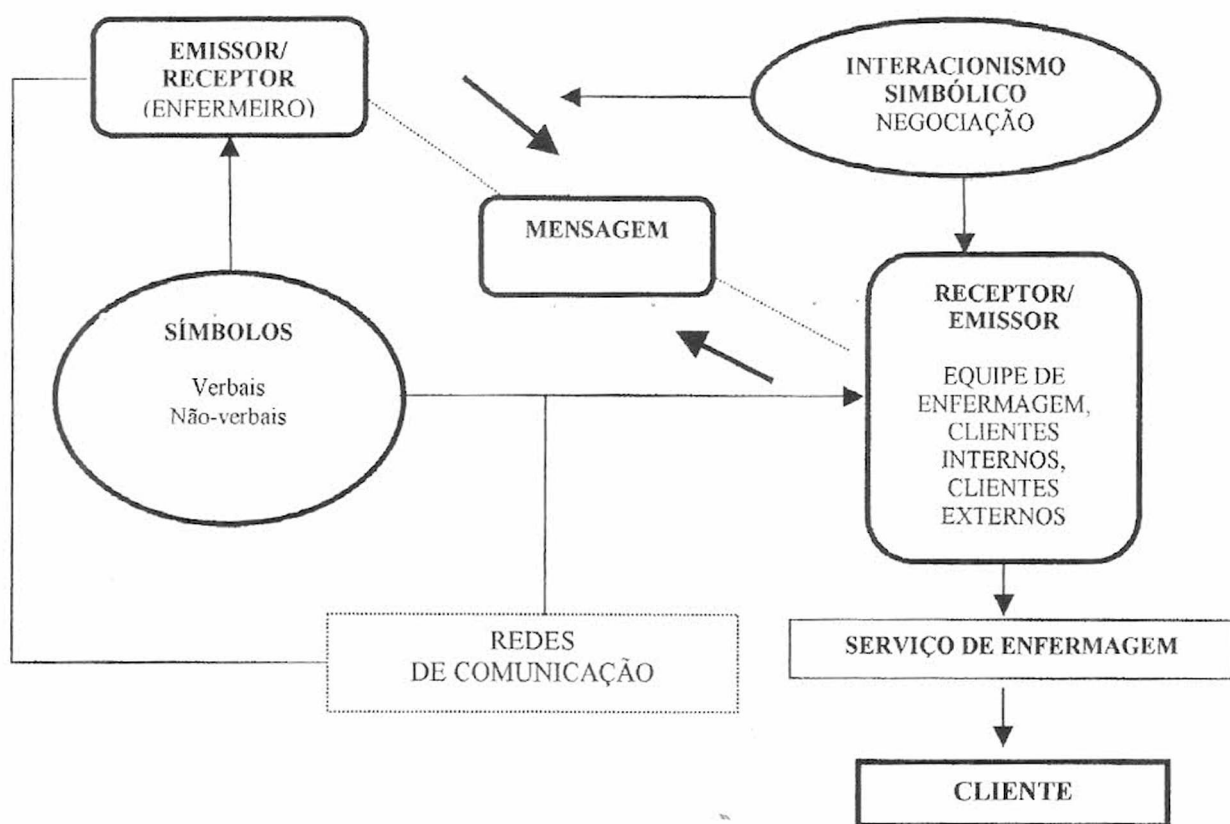 EMISSOR/
RECEPTOR
(ENFERMEIRO)
INTERACIONISMO
SIMBÓLICO
NEGOCIAÇÃO
MENSAGEM
SÍMBOLOS
Verbais
Não-verbais
RECEPTOR/
EMISSOR
EQUIPE DE
ENFERMAGEM,
CLIENTES
INTERNOS,
CLIENTES
EXTERNOS
REDES
DE COMUNICAÇÃO
SERVIÇO DE ENFERMAGEM
CLIENTE